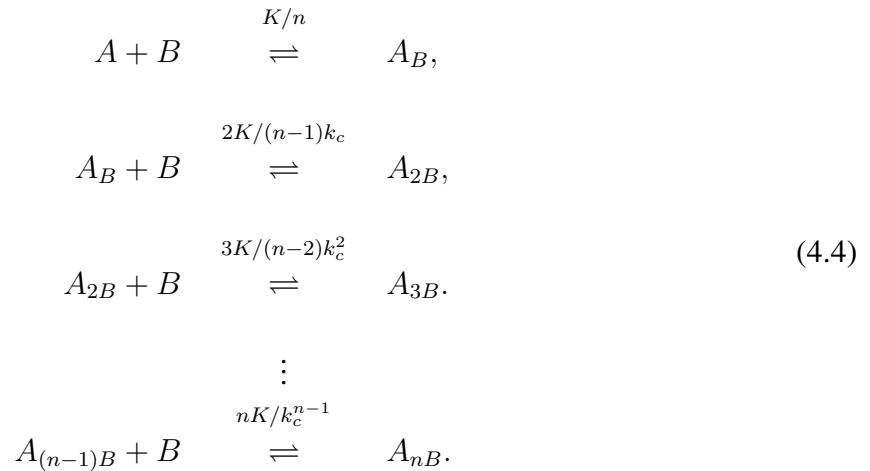 K/n
A + B ⇌ A_B,
2K/(n−1)k_c
A_B + B ⇌ A_{2B},
3K/(n−2)k_c^2
A_{2B} + B ⇌ A_{3B}.
(4.4)
⋮
nK/k_c^{n−1}
A_{(n−1)B} + B ⇌ A_{nB}.